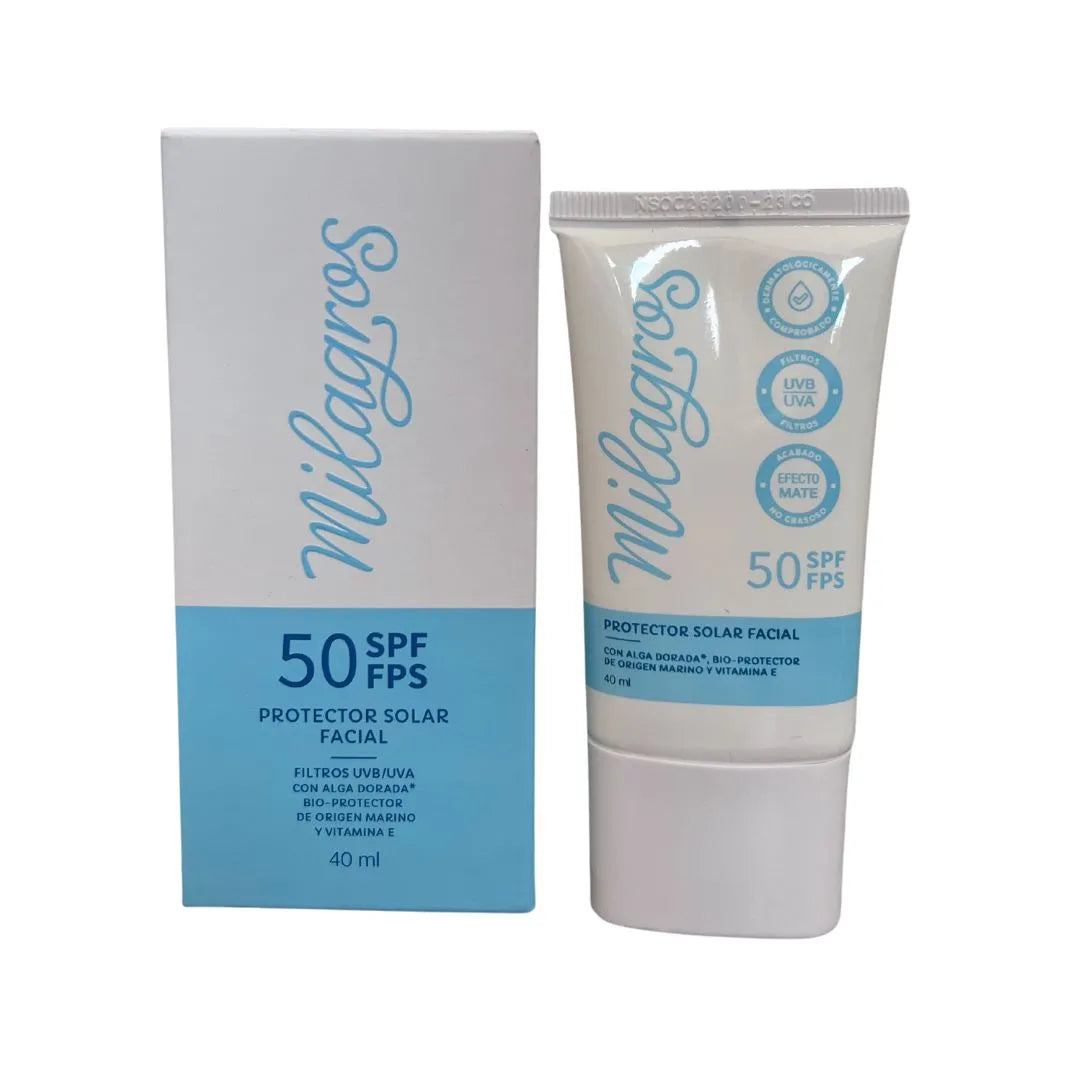 Milagros
50 SPF
FPS
PROTECTOR SOLAR
FACIAL
FILTROS UVB/UVA
CON ALGA DORADA*
BIO-PROTECTOR
DE ORIGEN MARINO
Y VITAMINA E
40 ml
Milagros
DERMATOLÓGICAMENTE
COMPROBADO
FILTROS
UVB
UVA
FILTROS
ACABADO
EFECTO
MATE
NO GRASOSO
50 SPF
FPS
PROTECTOR SOLAR FACIAL
CON ALGA DORADA*, BIO-PROTECTOR
DE ORIGEN MARINO Y VITAMINA E
40 ml